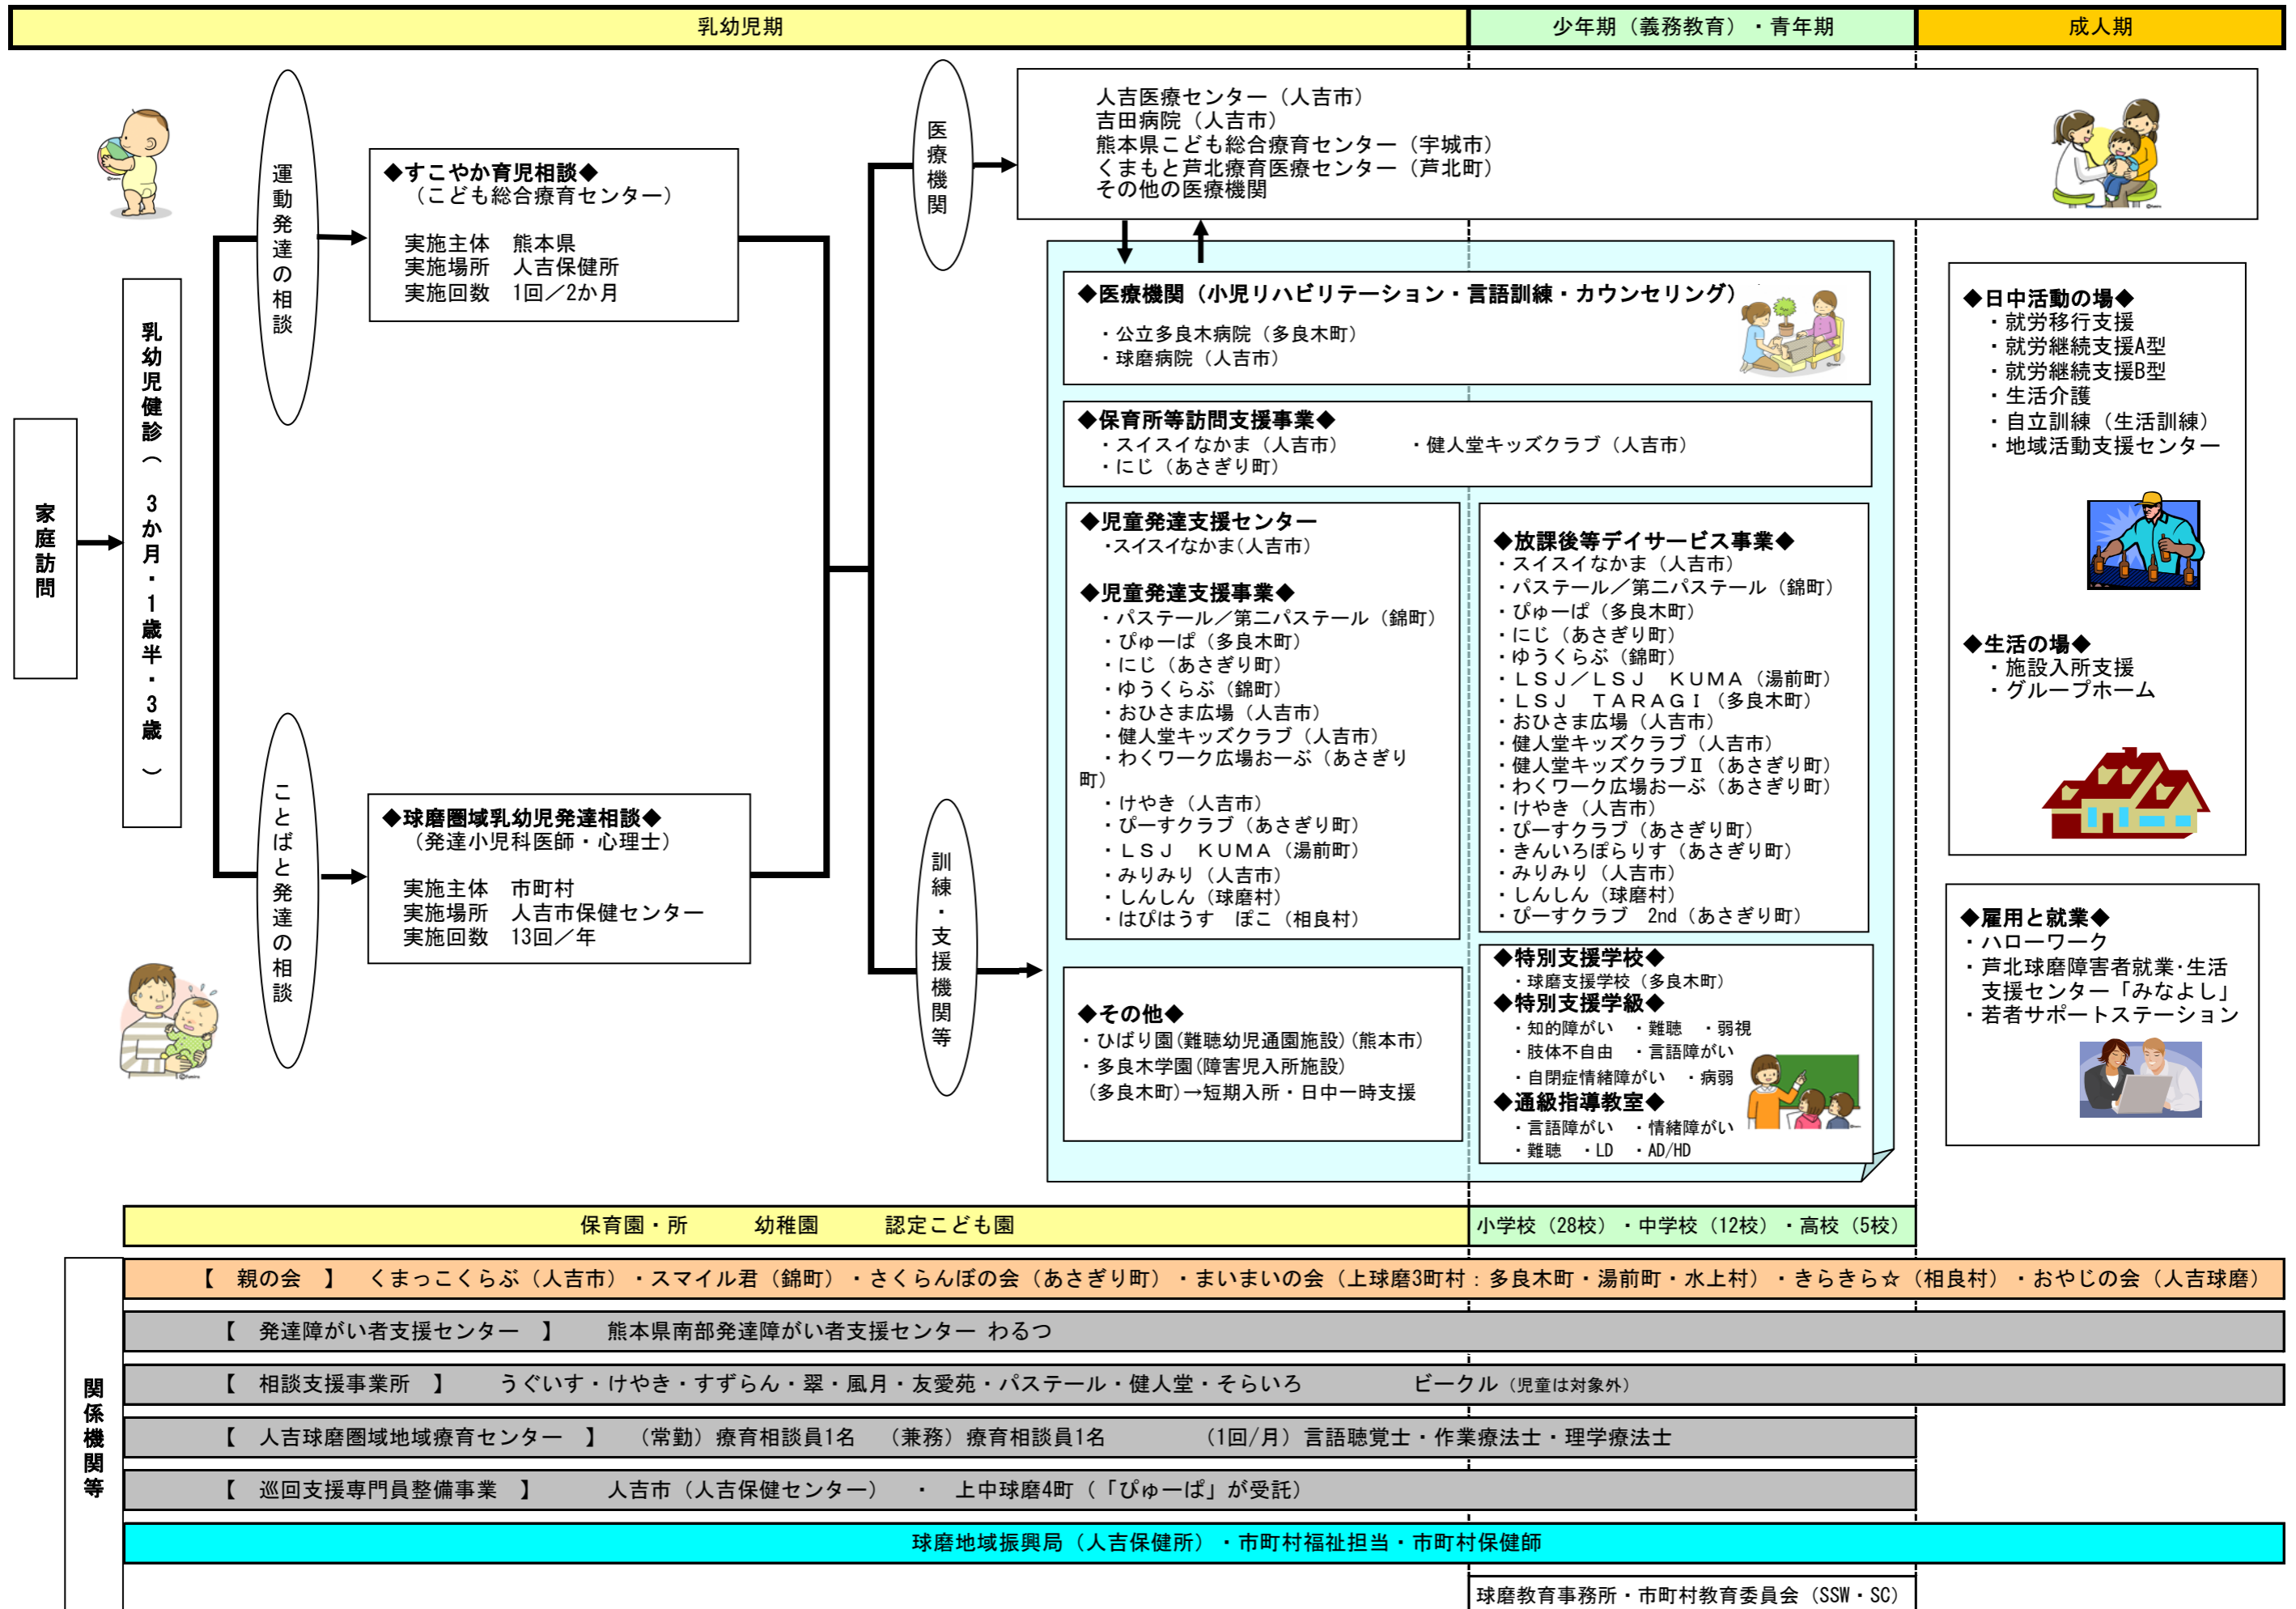 乳幼児期
少年期（義務教育）・青年期
成人期
家庭訪問
乳幼児健診（ 3か月・1歳半・3歳 ）
運動発達の相談
◆すこやか育児相談◆
（こども総合療育センター）
実施主体　熊本県
実施場所　人吉保健所
実施回数　1回／2か月
ことばと発達の相談
◆球磨圏域乳幼児発達相談◆
（発達小児科医師・心理士）
実施主体　市町村
実施場所　人吉市保健センター
実施回数　13回／年
医療機関
人吉医療センター（人吉市）
吉田病院（人吉市）
熊本県こども総合療育センター（宇城市）
くまもと芦北療育医療センター（芦北町）
その他の医療機関
訓練・支援機関等
◆医療機関（小児リハビリテーション・言語訓練・カウンセリング）
・公立多良木病院（多良木町）
・球磨病院（人吉市）
◆保育所等訪問支援事業◆
・スイスイなかま（人吉市）　　　・健人堂キッズクラブ（人吉市）
・にじ（あさぎり町）
◆児童発達支援センター
・スイスイなかま(人吉市)
◆児童発達支援事業◆
・パステール／第二パステール（錦町）
・ぴゅーぱ（多良木町）
・にじ（あさぎり町）
・ゆうくらぶ（錦町）
・おひさま広場（人吉市）
・健人堂キッズクラブ（人吉市）
・わくワーク広場おーぶ（あさぎり
町）
・けやき（人吉市）
・ぴーすクラブ（あさぎり町）
・ＬＳＪ　ＫＵＭＡ（湯前町）
・みりみり（人吉市）
・しんしん（球磨村）
・はぴはうす　ぽこ（相良村）
◆その他◆
・ひばり園(難聴幼児通園施設)(熊本市)
・多良木学園(障害児入所施設)
(多良木町)→短期入所・日中一時支援
◆放課後等デイサービス事業◆
・スイスイなかま（人吉市）
・パステール／第二パステール（錦町）
・ぴゅーぱ（多良木町）
・にじ（あさぎり町）
・ゆうくらぶ（錦町）
・ＬＳＪ／ＬＳＪ　ＫＵＭＡ（湯前町）
・ＬＳＪ　ＴＡＲＡＧＩ（多良木町）
・おひさま広場（人吉市）
・健人堂キッズクラブ（人吉市）
・健人堂キッズクラブⅡ（あさぎり町）
・わくワーク広場おーぶ（あさぎり町）
・けやき（人吉市）
・ぴーすクラブ（あさぎり町）
・きんいろぽらりす（あさぎり町）
・みりみり（人吉市）
・しんしん（球磨村）
・ぴーすクラブ　2nd（あさぎり町）
◆特別支援学校◆
・球磨支援学校（多良木町）
◆特別支援学級◆
・知的障がい　・難聴　・弱視
・肢体不自由　・言語障がい
・自閉症情緒障がい　・病弱
◆通級指導教室◆
・言語障がい　・情緒障がい
・難聴　・LD　・AD/HD
◆日中活動の場◆
・就労移行支援
・就労継続支援A型
・就労継続支援B型
・生活介護
・自立訓練（生活訓練）
・地域活動支援センター
◆生活の場◆
・施設入所支援
・グループホーム
◆雇用と就業◆
・ハローワーク
・芦北球磨障害者就業･生活
支援センター「みなよし」
・若者サポートステーション
保育園・所　　　幼稚園　　　認定こども園
小学校（28校）・中学校（12校）・高校（5校）
関係機関等
【　親の会　】　くまっこくらぶ（人吉市）・スマイル君（錦町）・さくらんぼの会（あさぎり町）・まいまいの会（上球磨3町村：多良木町・湯前町・水上村）・きらきら☆（相良村）・おやじの会（人吉球磨）
【　発達障がい者支援センター　】　　熊本県南部発達障がい者支援センター わるつ
【　相談支援事業所　】　　うぐいす・けやき・すずらん・翠・風月・友愛苑・パステール・健人堂・そらいろ　　　　　ビークル（児童は対象外）
【　人吉球磨圏域地域療育センター　】　（常勤）療育相談員1名　（兼務）療育相談員1名　　　　（1回/月）言語聴覚士・作業療法士・理学療法士
【　巡回支援専門員整備事業　】　　　人吉市（人吉保健センター）　・　上中球磨4町（「ぴゅーぱ」が受託）
球磨地域振興局（人吉保健所）・市町村福祉担当・市町村保健師
球磨教育事務所・市町村教育委員会（SSW・SC）